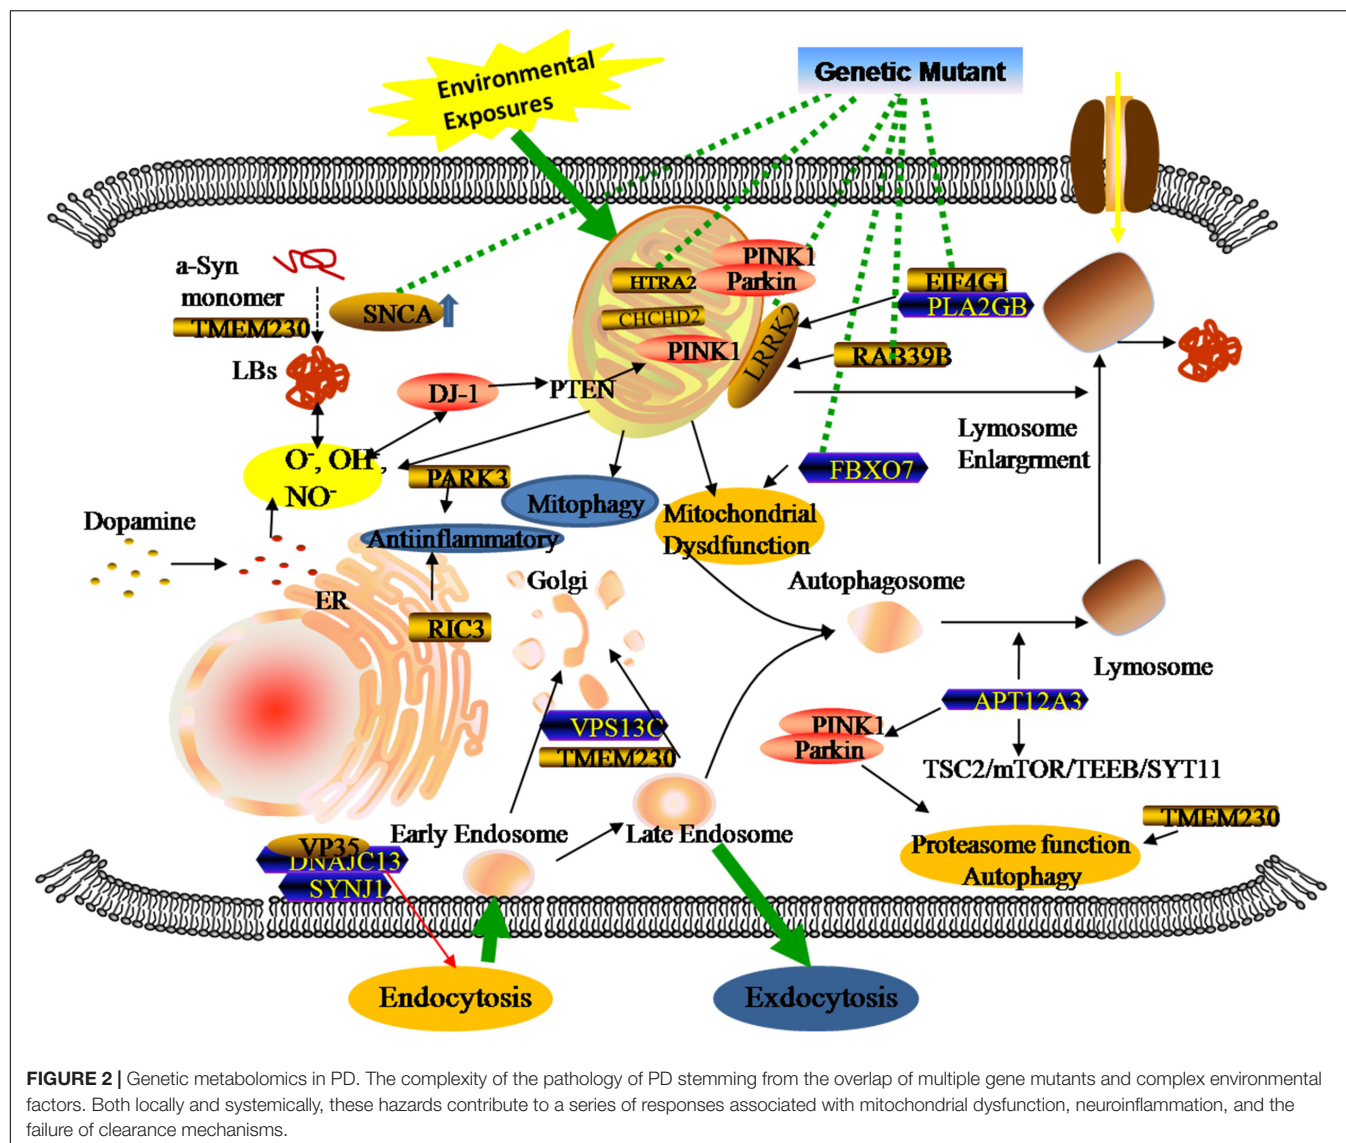 Environmental
Exposures
Genetic Mutant
a-Syn
monomer
TMEM230
SNCA
LBs
HTRA2
CHCHD2
PINK1
Parkin
PINK1
LRRK2
EIF4G1
PLA2GB
RAB39B
DJ-1
PTEN
O-, OH-,
NO-
PARK3
Antiinflammatory
Mitophagy
Mitochondrial
Dysdfunction
FBXO7
Lymosome
Enlargrment
Dopamine
ER
RIC3
Golgi
Autophagosome
Lymosome
VPS13C
TMEM230
APT12A3
PINK1
Parkin
TSC2/mTOR/TEEB/SYT11
TMEM230
Proteasome function
Autophagy
Early Endosome
Late Endosome
VP35
DNAJC13
SYNJ1
Endocytosis
Exdocytosis
FIGURE 2 | Genetic metabolomics in PD. The complexity of the pathology of PD stemming from the overlap of multiple gene mutants and complex environmental
factors. Both locally and systemically, these hazards contribute to a series of responses associated with mitochondrial dysfunction, neuroinflammation, and the
failure of clearance mechanisms.